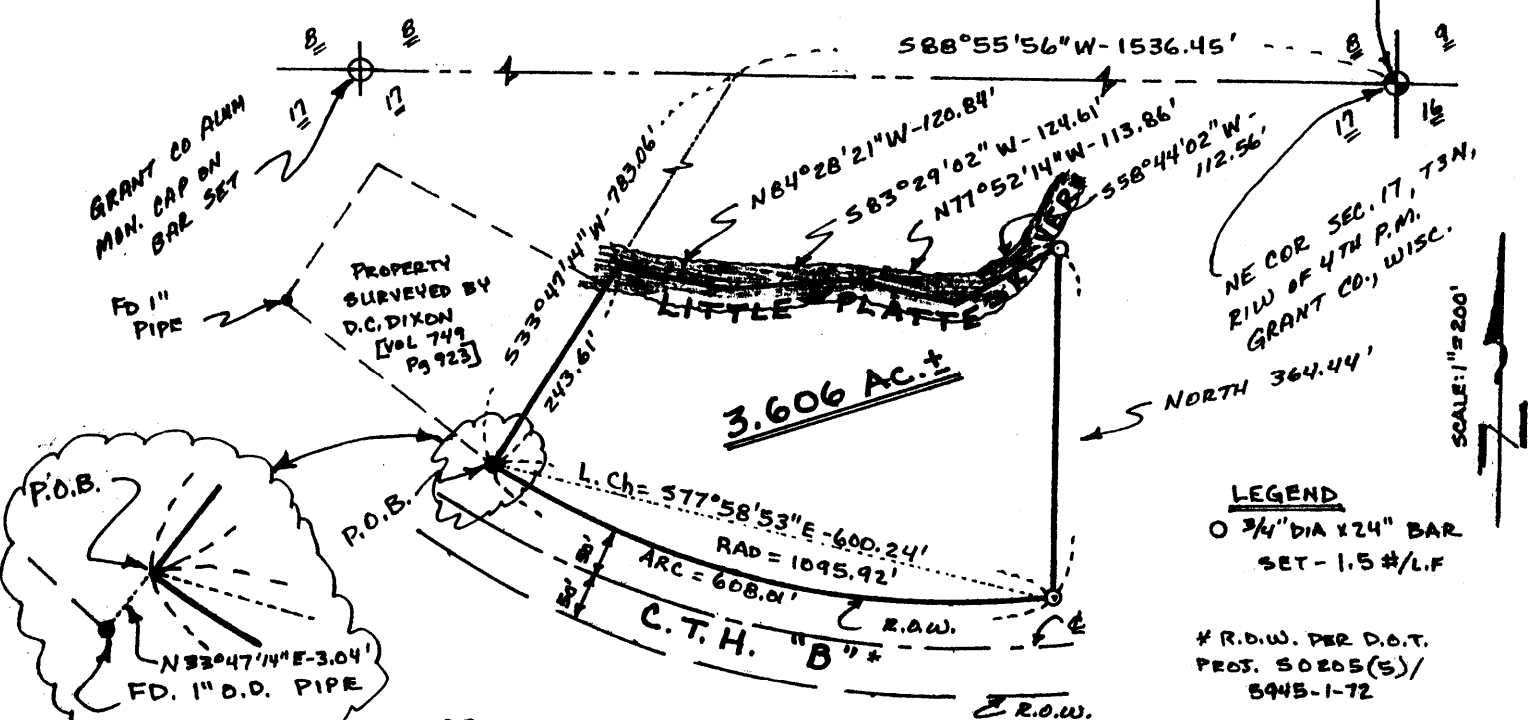 8 8
S88°55'56"W-1536.45'
8 9
17 17
17 16
GRANT CO ALUM
MON. CAP ON
BAR SET
S33°47'14"W-783.06'
N84°28'21"W-120.84'
S83°29'02"W-124.61'
N77°52'14"W-113.86'
S58°44'02"W-
112.56'
NE COR SEC. 17, T3N,
R1W OF 4TH P.M.
GRANT CO., WISC.
FD 1"
PIPE
PROPERTY
SURVEYED BY
D.C. DIXON
[VOL 749
Pg 923]
LITTLE PLATTE RIVER
243.61'
3.606 AC.±
NORTH 364.44'
SCALE: 1"=200'
N
P.O.B.
P.O.B.
L. Ch = S77°58'53"E-600.24'
RAD = 1095.92'
ARC = 608.01'
50'
50'
C.T.H. "B"*
R.O.W.
℄
R.O.W.
N33°47'14"E-3.04'
FD. 1" O.D. PIPE
LEGEND
O 3/4" DIA X 24" BAR
SET - 1.5 #/L.F
* R.O.W. PER D.O.T.
PROJ. S0205(5)/
5945-1-72